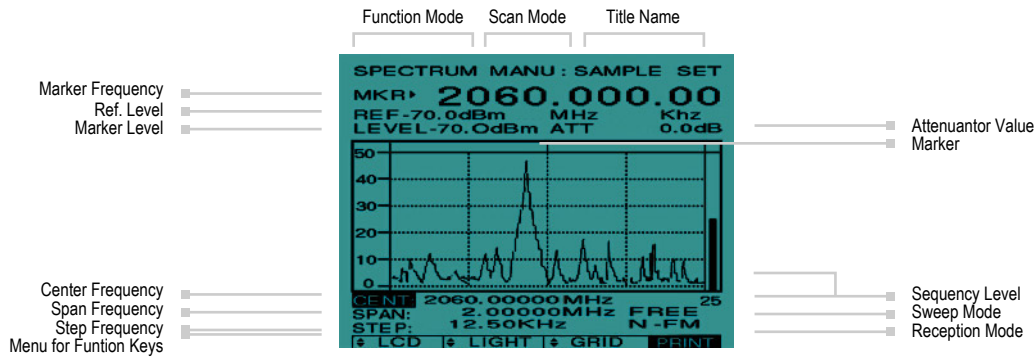 Function Mode Scan Mode Title Name
SPECTRUM MANU : SAMPLE SET
Marker Frequency
MKR 2060.000.00
Ref. Level
REF-70.0dBm MHz Khz
Marker Level
LEVEL-70.OdBm ATT 0.0dB
Attenuantor Value
Marker
50
40
30
20
10
0
Center Frequency
CENT: 2060.00000 MHz 25
Sequency Level
Span Frequency
SPAN: 2.00000MHz FREE
Sweep Mode
Step Frequency
STEP: 12.50KHz N -FM
Reception Mode
Menu for Funtion Keys
LCD LIGHT GRID PRINT